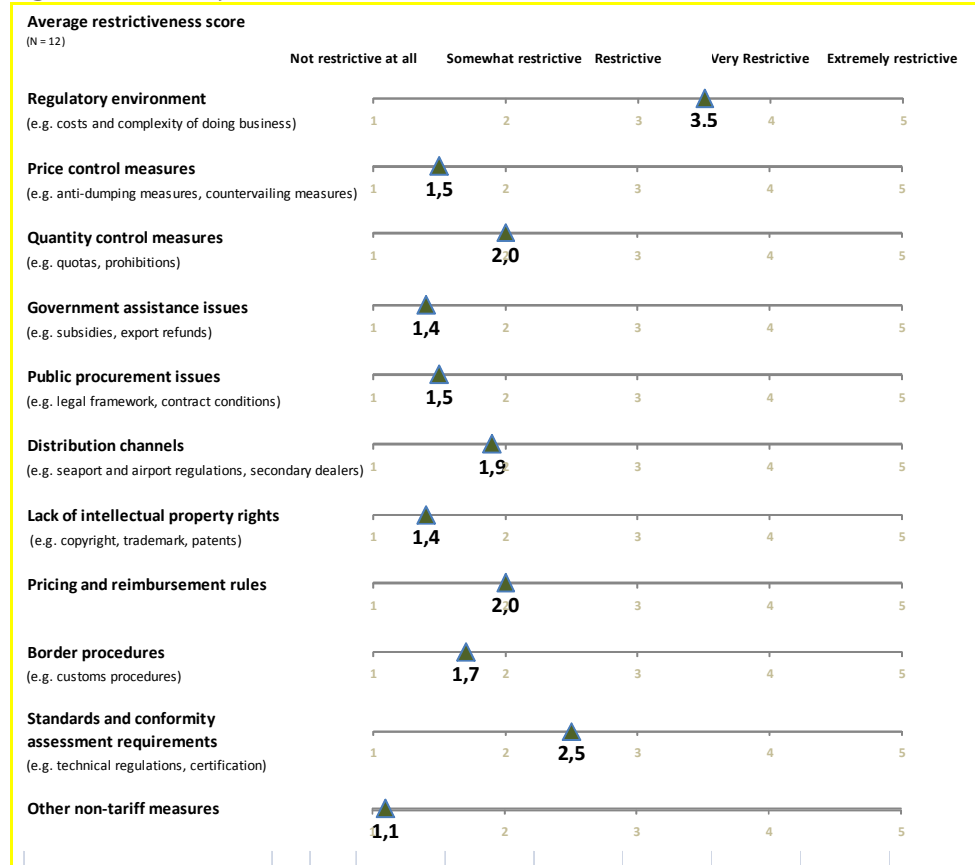 Average restrictiveness score
(N = 12)
Not restrictive at all Somewhat restrictive Restrictive Very Restrictive Extremely restrictive
Regulatory environment
(e.g. costs and complexity of doing business)
1 2 3 4 5
3.5
Price control measures
(e.g. anti-dumping measures, countervailing measures)
1 2 3 4 5
1,5
Quantity control measures
(e.g. quotas, prohibitions)
1 2 3 4 5
2,0
Government assistance issues
(e.g. subsidies, export refunds)
1 2 3 4 5
1,4
Public procurement issues
(e.g. legal framework, contract conditions)
1 2 3 4 5
1,5
Distribution channels
(e.g. seaport and airport regulations, secondary dealers)
1 2 3 4 5
1,9
Lack of intellectual property rights
(e.g. copyright, trademark, patents)
1 2 3 4 5
1,4
Pricing and reimbursement rules
1 2 3 4 5
2,0
Border procedures
(e.g. customs procedures)
1 2 3 4 5
1,7
Standards and conformity
assessment requirements
(e.g. technical regulations, certification)
1 2 3 4 5
2,5
Other non-tariff measures
1 2 3 4 5
1,1